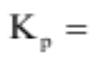 Kₚ =